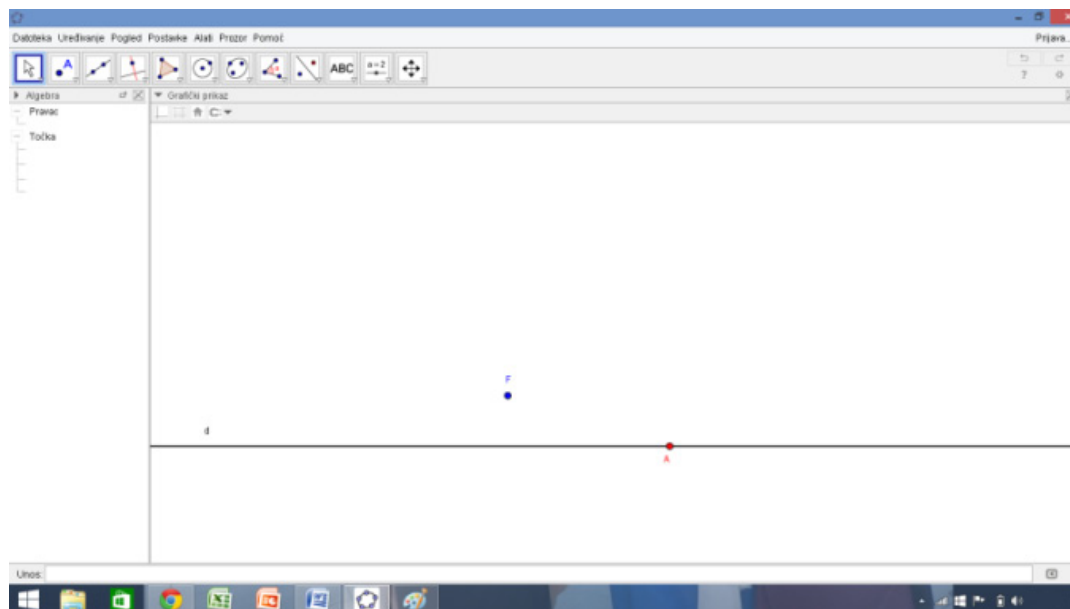 Datoteka Uređivanje Pogled Postavke Alati Prozor Pomoć
Prijava...
A
ABC
a=2
?
Algebra
Grafički prikaz
Pravac
Točka
F
d
A
Unos: